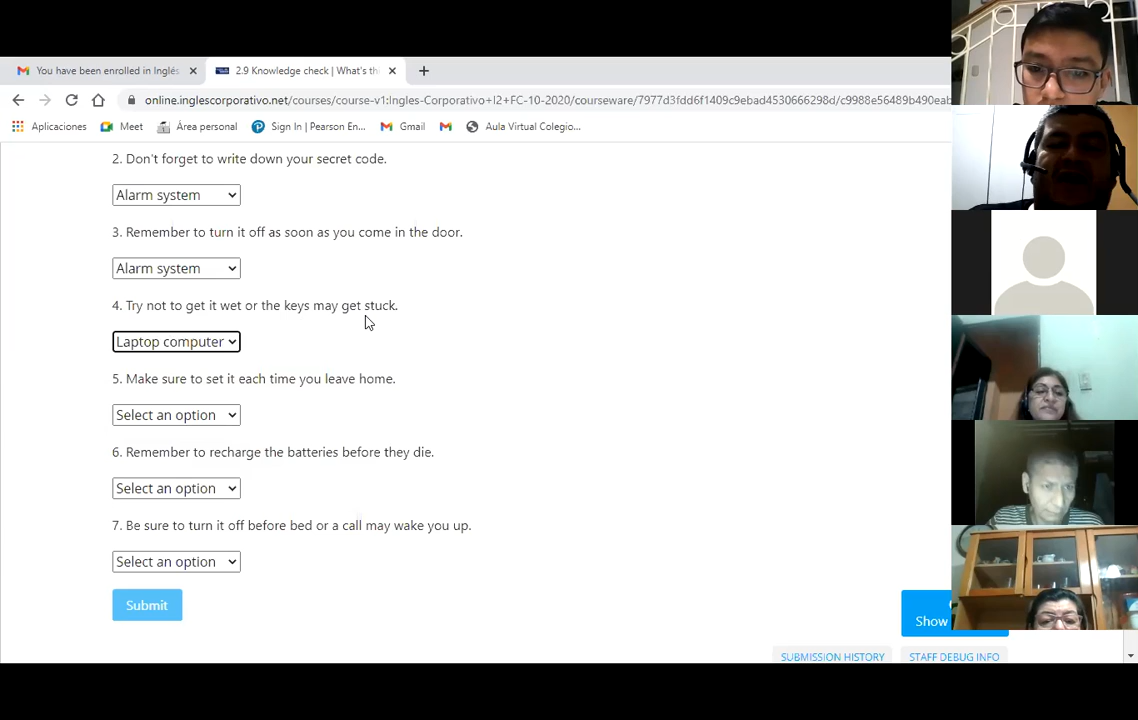 You have been enrolled in Inglés
2.9 Knowledge check | What's th
online.inglescorporativo.net/courses/course-v1:Ingles-Corporativo+I2+FC-10-2020/courseware/7977d3fdd6f1409c9ebad4530666298d/c9988e56489b490eab
Aplicaciones Meet Área personal Sign In | Pearson En... Gmail Aula Virtual Colegio...
2. Don't forget to write down your secret code.
Alarm system
3. Remember to turn it off as soon as you come in the door.
Alarm system
4. Try not to get it wet or the keys may get stuck.
Laptop computer
5. Make sure to set it each time you leave home.
Select an option
6. Remember to recharge the batteries before they die.
Select an option
7. Be sure to turn it off before bed or a call may wake you up.
Select an option
Submit
Show
SUBMISSION HISTORY STAFF DEBUG INFO